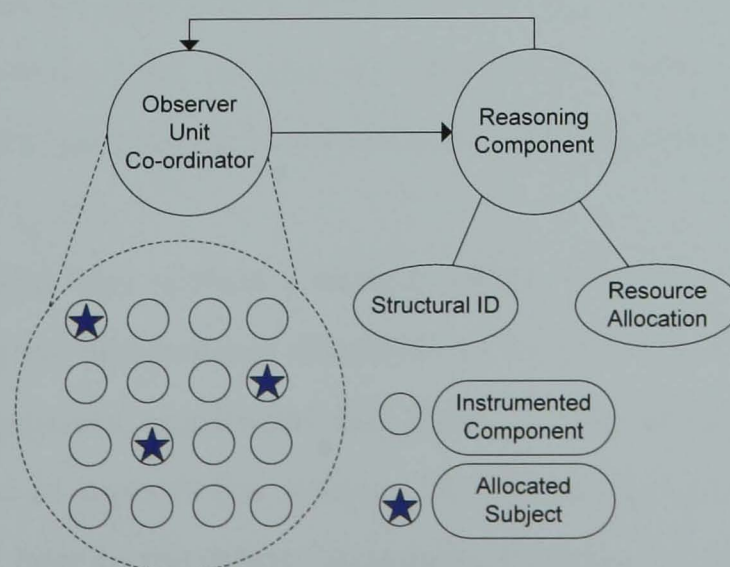 Observer
Unit
Co-ordinator
Reasoning
Component
Structural ID
Resource
Allocation
Instrumented
Component
Allocated
Subject